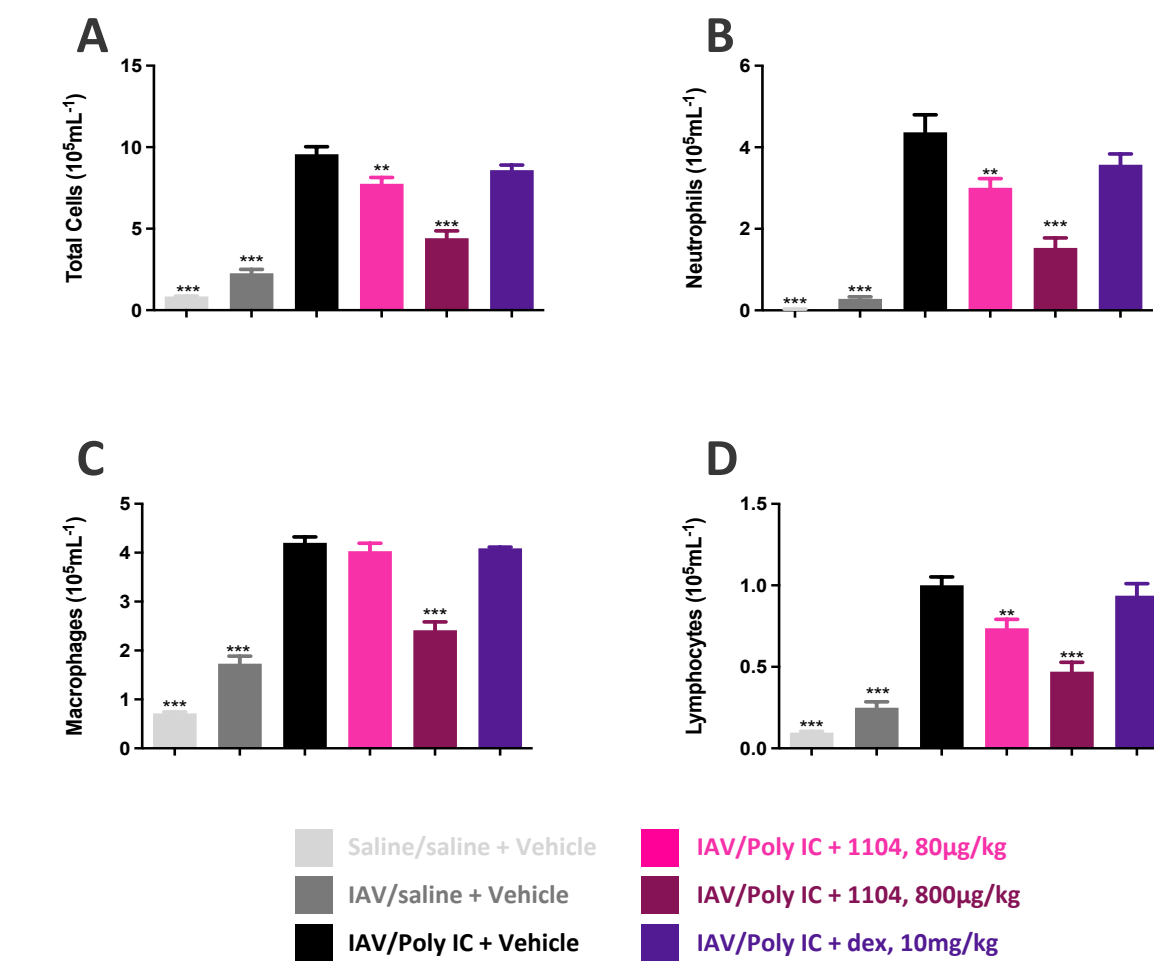 A
Total Cells (10⁵mL⁻¹)
15
10
5
0
***
***
**
***
B
Neutrophils (10⁵mL⁻¹)
6
4
2
0
***
***
**
***
C
Macrophages (10⁵mL⁻¹)
5
4
3
2
1
0
***
***
***
D
Lymphocytes (10⁵mL⁻¹)
1.5
1.0
0.5
0.0
***
***
**
***
Saline/saline + Vehicle
IAV/saline + Vehicle
IAV/Poly IC + Vehicle
IAV/Poly IC + 1104, 80µg/kg
IAV/Poly IC + 1104, 800µg/kg
IAV/Poly IC + dex, 10mg/kg